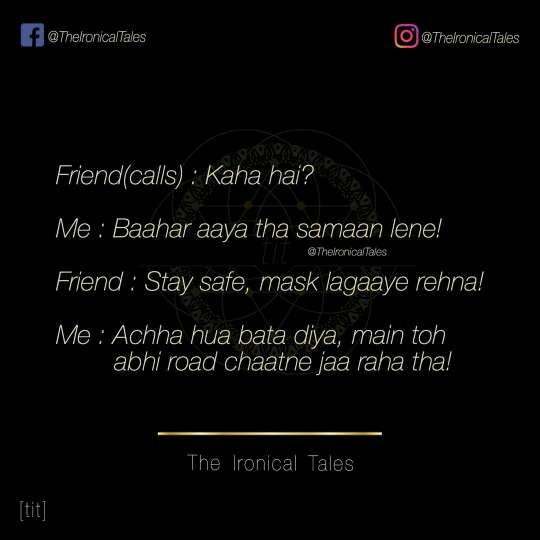 @TheIronicalTales
@TheIronicalTales
Friend(calls) : Kaha hai?
Me : Baahar aaya tha samaan lene!
@TheIronicalTales
Friend : Stay safe, mask lagaaye rehna!
Me : Achha hua bata diya, main toh
abhi road chaatne jaa raha tha!
The Ironical Tales
[tit]